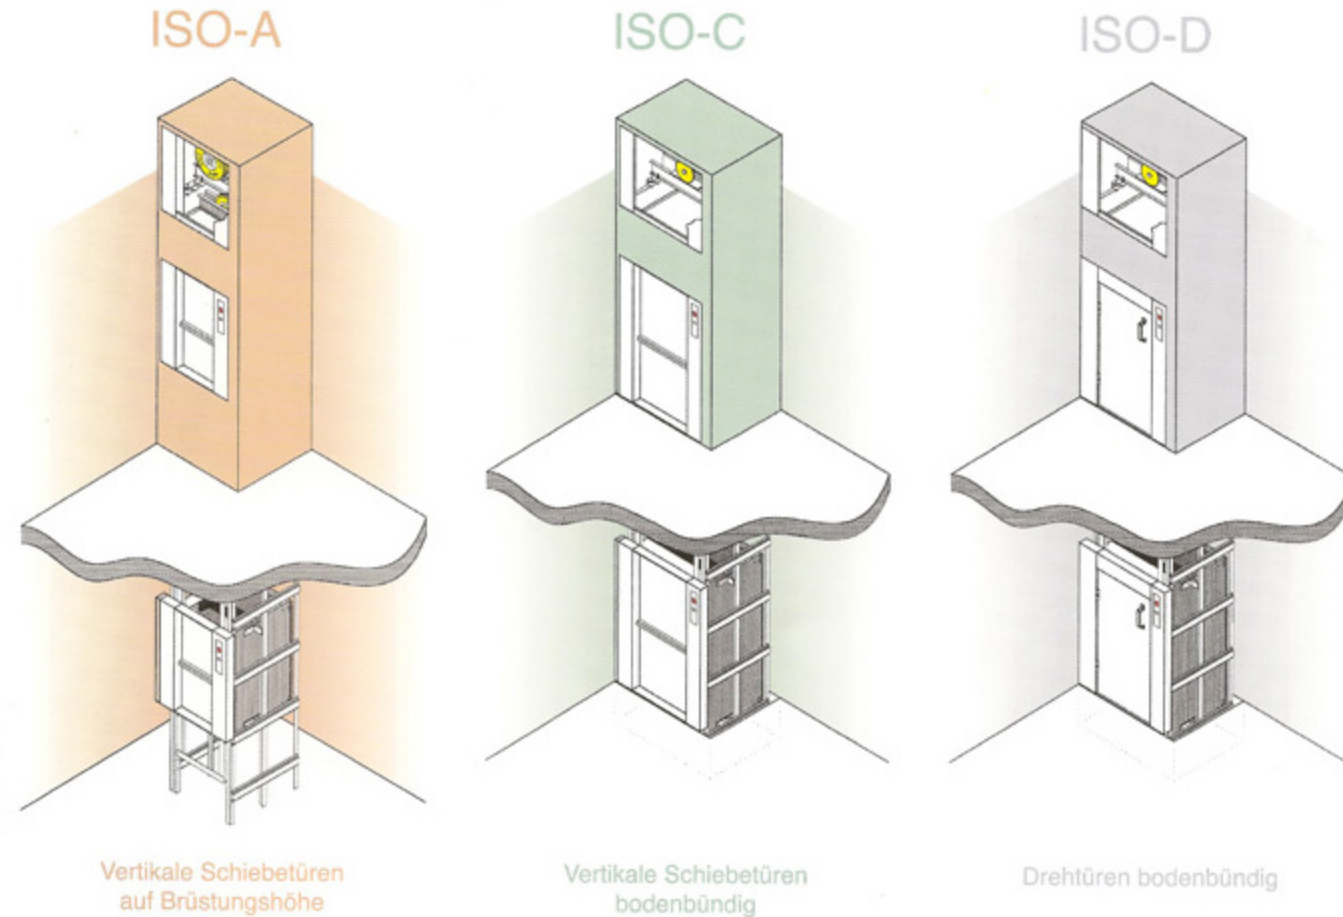 ISO-A
ISO-C
ISO-D
Vertikale Schiebetüren
auf Brüstungshöhe
Vertikale Schiebetüren
bodenbündig
Drehtüren bodenbündig